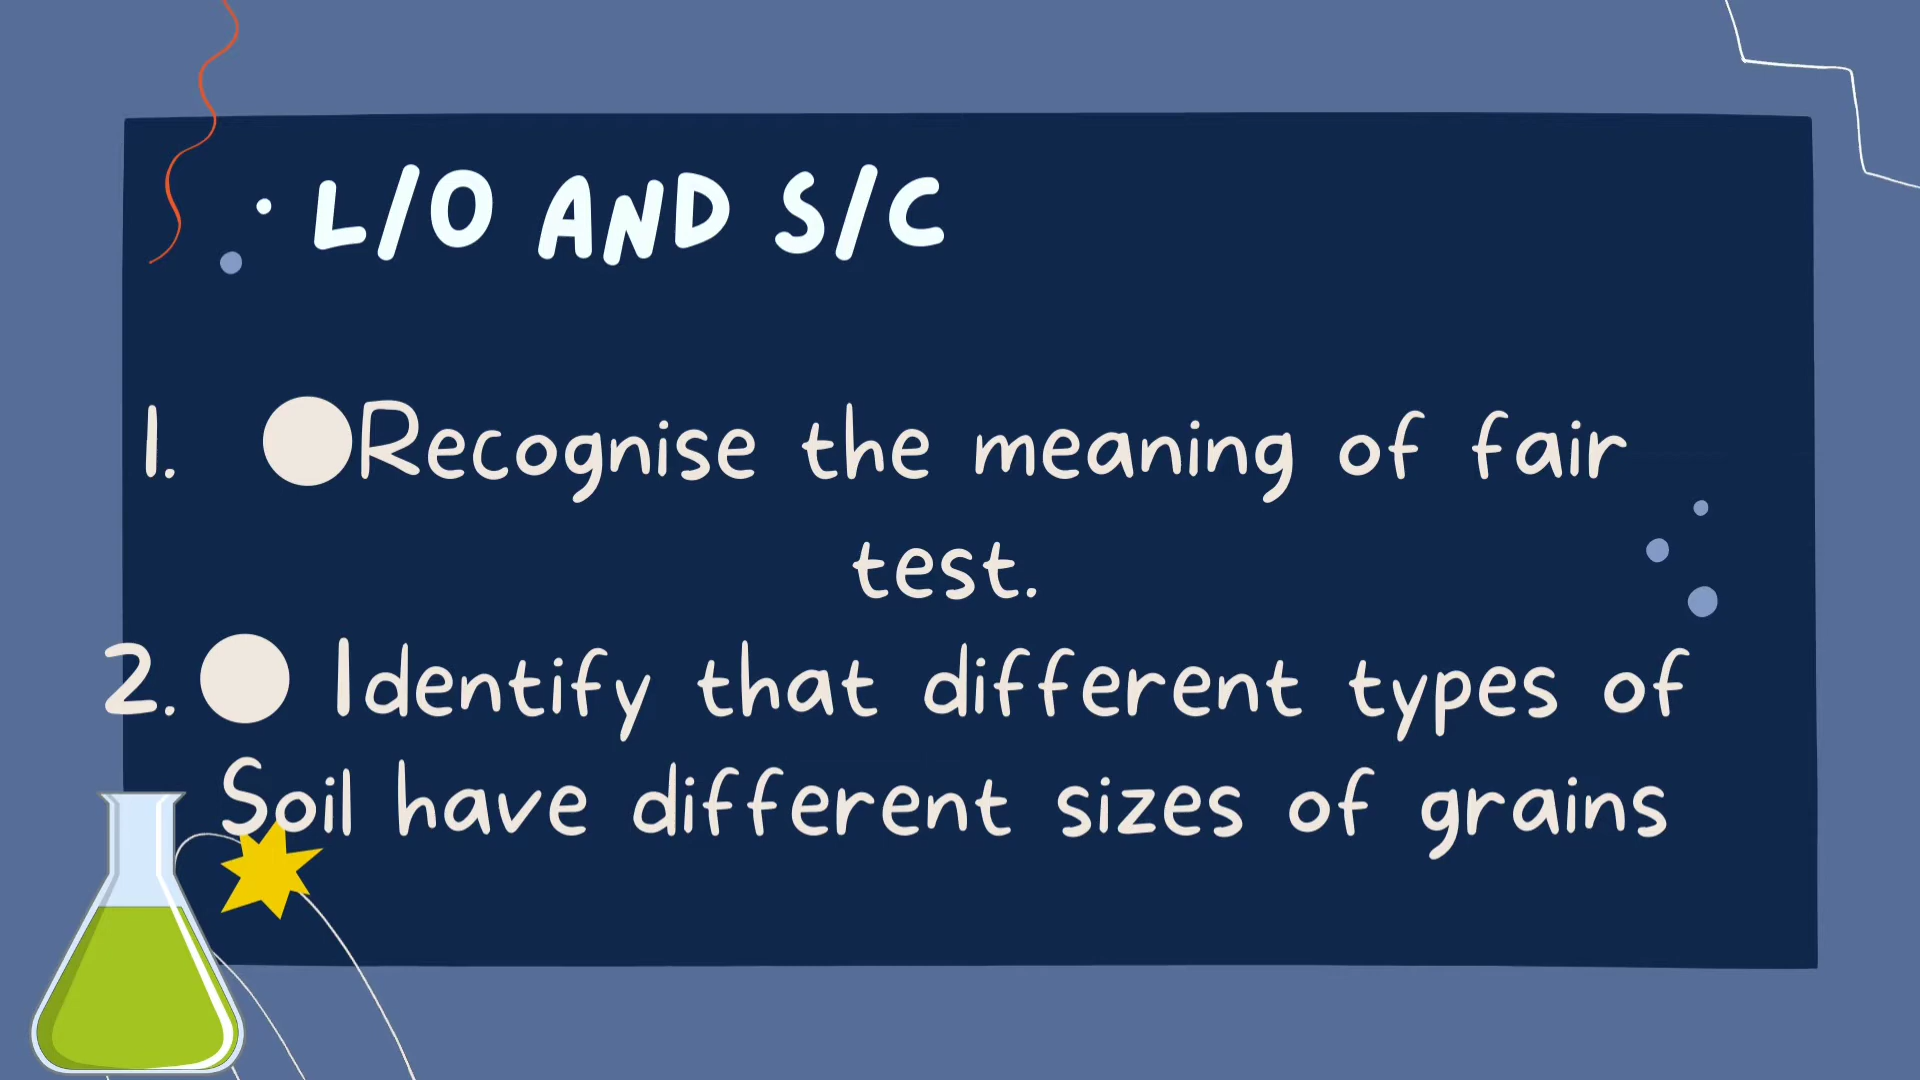 • L/O AND S/C
1. ●Recognise the meaning of fair
test.
2. ● Identify that different types of
Soil have different sizes of grains